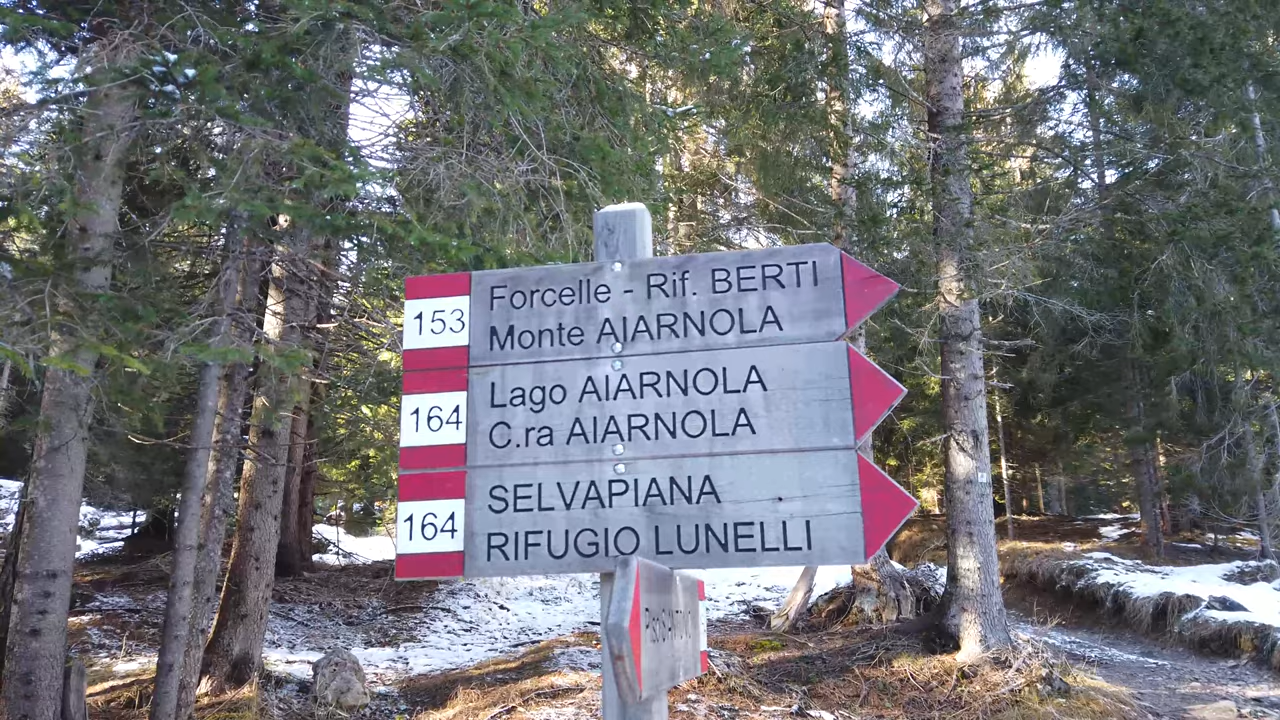 153
Forcelle - Rif. BERTI
Monte AIARNOLA
164
Lago AIARNOLA
C.ra AIARNOLA
164
SELVAPIANA
RIFUGIO LUNELLI